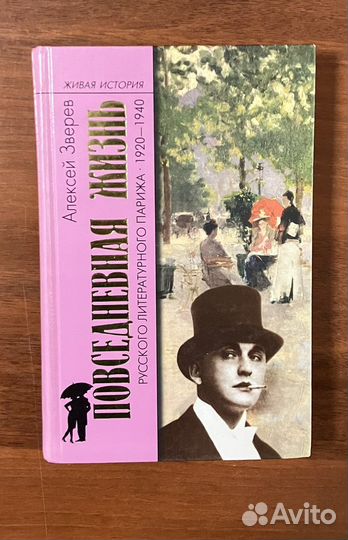 ЖИВАЯ ИСТОРИЯ
Алексей Зверев
ПОВСЕДНЕВНАЯ ЖИЗНЬ
РУССКОГО ЛИТЕРАТУРНОГО ПАРИЖА 1920—1940
Avito